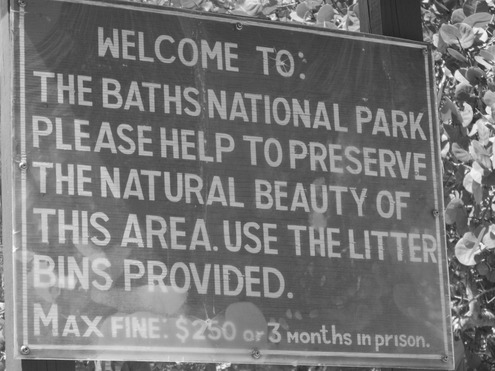 WELCOME TO:
THE BATHS NATIONAL PARK
PLEASE HELP TO PRESERVE
THE NATURAL BEAUTY OF
THIS AREA. USE THE LITTER
BINS PROVIDED.
MAX FINE: $250 or 3 MonthS in priSon.